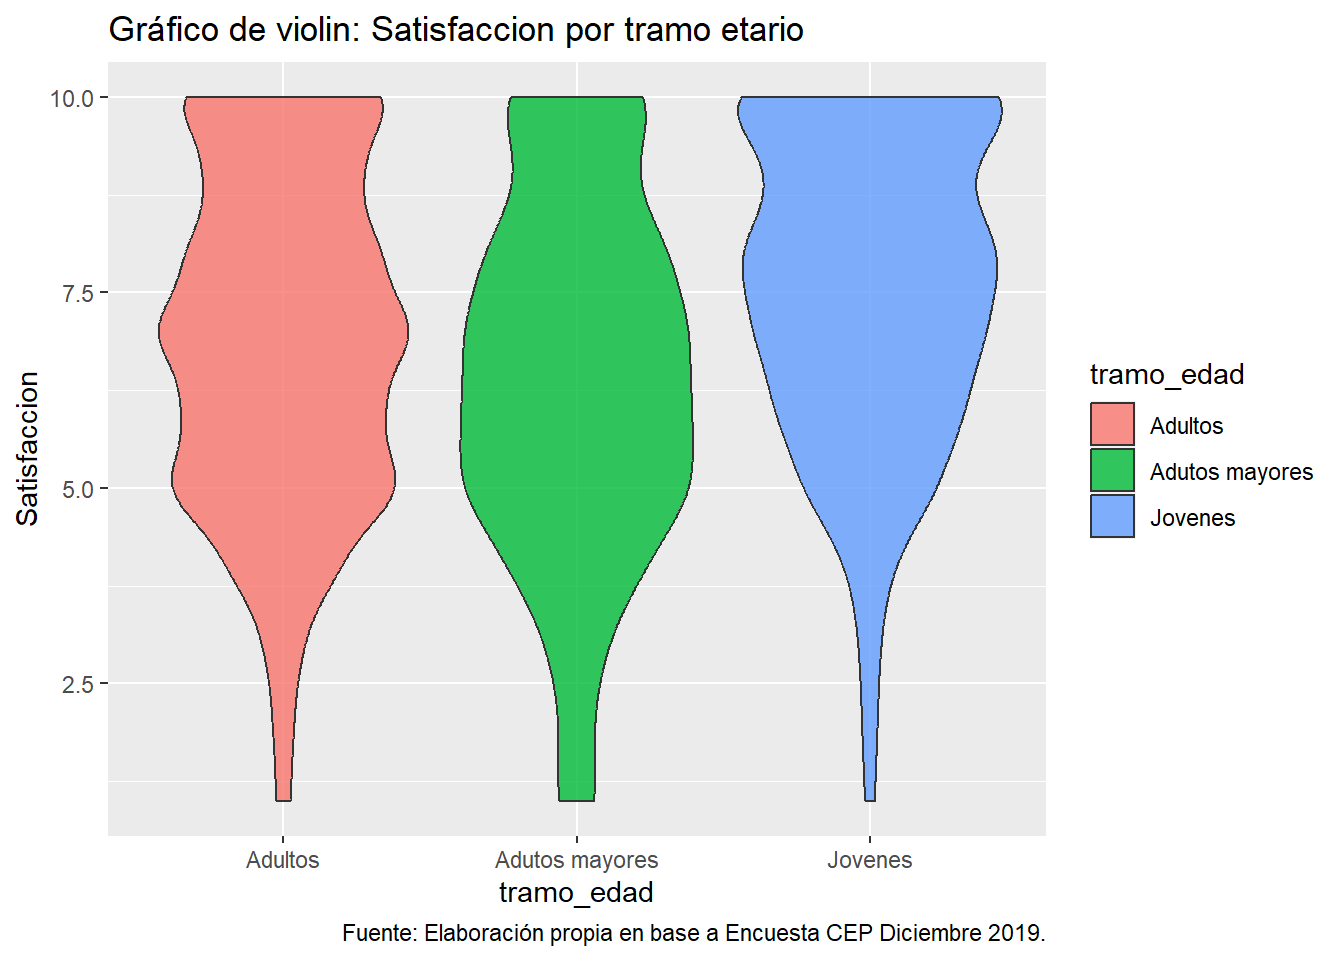 Gráfico de violin: Satisfaccion por tramo etario
Satisfaccion
10.0
7.5
5.0
2.5
Adultos
Adutos mayores
Jovenes
tramo_edad
tramo_edad
Adultos
Adutos mayores
Jovenes
Fuente: Elaboración propia en base a Encuesta CEP Diciembre 2019.